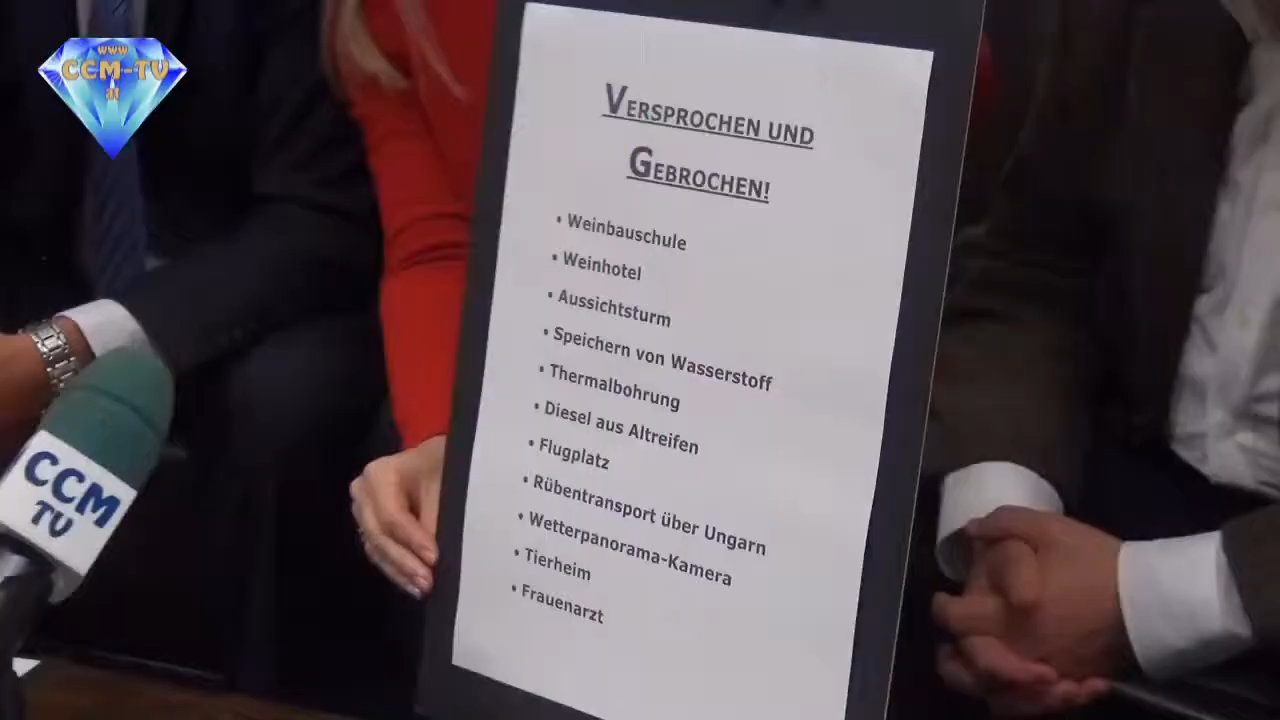 www
CCM-TV
.it
VERSPROCHEN UND
GEBROCHEN!
• Weinbauschule
• Weinhotel
• Aussichtsturm
• Speichern von Wasserstoff
• Thermalbohrung
• Diesel aus Altreifen
• Flugplatz
• Rübentransport über Ungarn
• Wetterpanorama-Kamera
• Tierheim
• Frauenarzt
CCM
TV